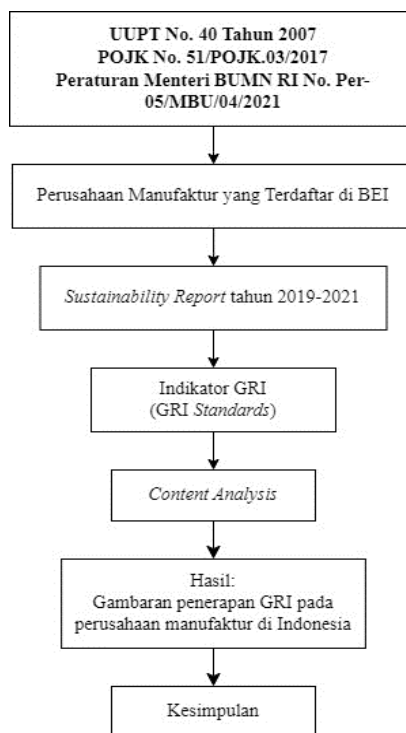 UUPT No. 40 Tahun 2007
POJK No. 51/POJK.03/2017
Peraturan Menteri BUMN RI No. Per-
05/MBU/04/2021
Perusahaan Manufaktur yang Terdaftar di BEI
Sustainability Report tahun 2019-2021
Indikator GRI
(GRI Standards)
Content Analysis
Hasil:
Gambaran penerapan GRI pada
perusahaan manufaktur di Indonesia
Kesimpulan